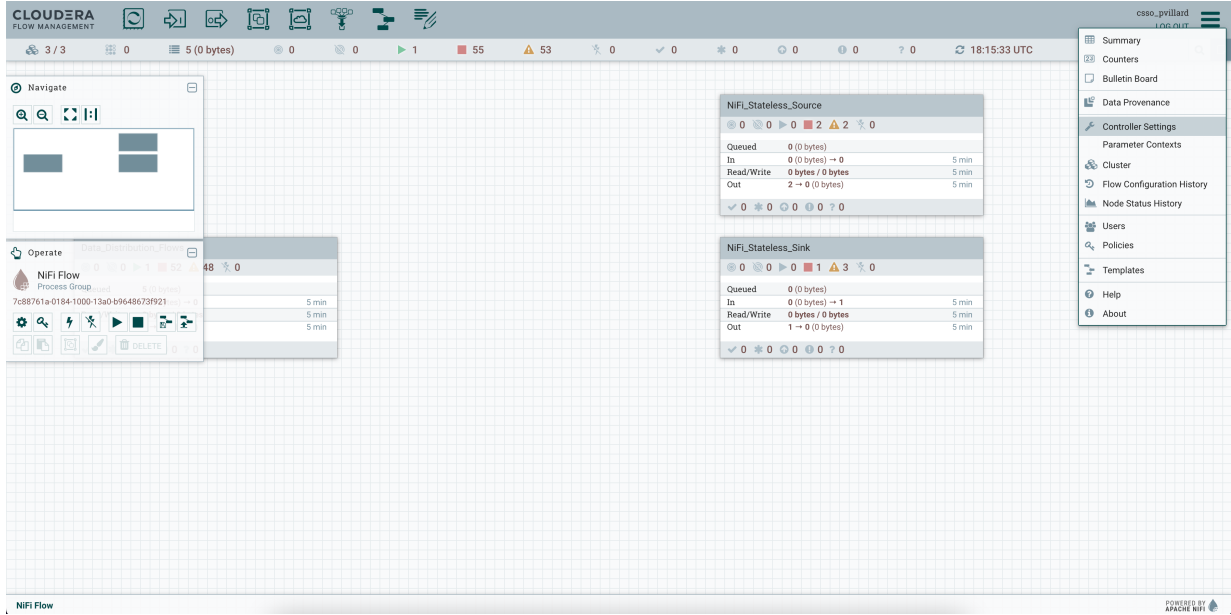 CLOUDERA
FLOW MANAGEMENT
csso_pvillard
LOG OUT
3 / 3 0 5 (0 bytes) 0 0 1 55 53 0 0 0 0 0 ? 0 18:15:33 UTC
Summary
Counters
Bulletin Board
Data Provenance
Controller Settings
Parameter Contexts
Cluster
Flow Configuration History
Node Status History
Users
Policies
Templates
Help
About
Navigate
Operate
NiFi Flow
Process Group
7c88761a-0184-1000-13a0-b9648673f921
DELETE
Data_Distribution_Flows
0 0 1 52 48 0
Queued 5 (0 bytes)
5 min
5 min
5 min
NiFi_Stateless_Source
0 0 0 2 2 0
Queued 0 (0 bytes)
In 0 (0 bytes) → 0 5 min
Read/Write 0 bytes / 0 bytes 5 min
Out 2 → 0 (0 bytes) 5 min
0 0 0 0 ? 0
NiFi_Stateless_Sink
0 0 0 1 3 0
Queued 0 (0 bytes)
In 0 (0 bytes) → 1 5 min
Read/Write 0 bytes / 0 bytes 5 min
Out 1 → 0 (0 bytes) 5 min
0 0 0 0 ? 0
NiFi Flow
POWERED BY
APACHE NIFI